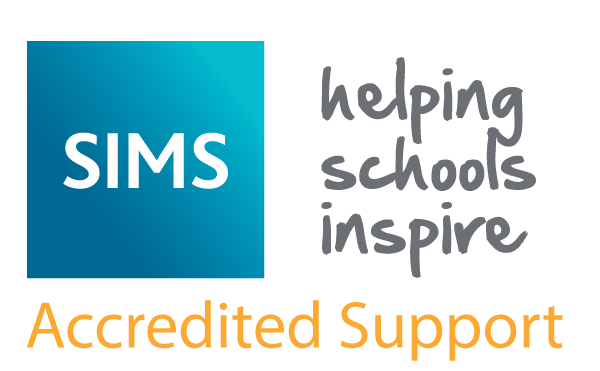 SIMS
helping
schools
inspire
Accredited Support